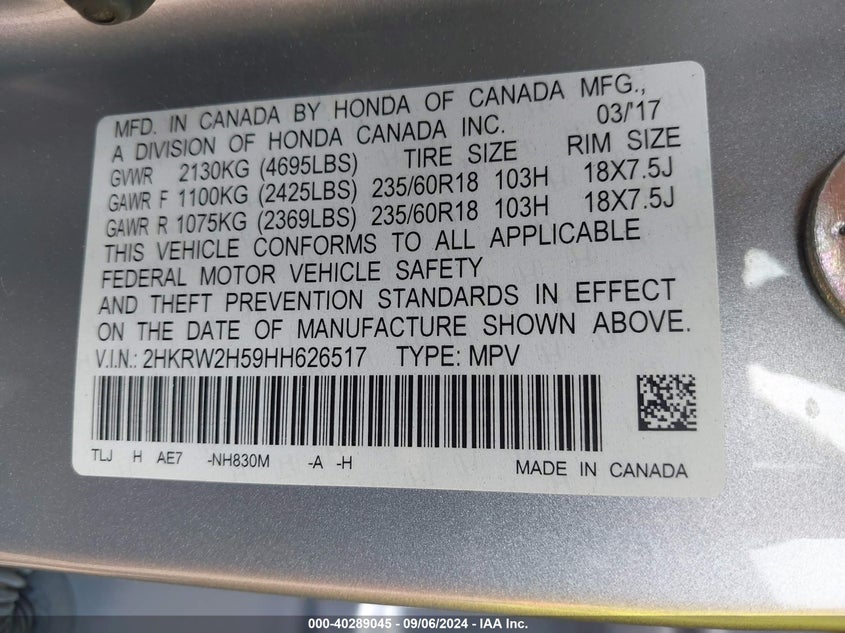 MFD. IN CANADA BY HONDA OF CANADA MFG.,
A DIVISION OF HONDA CANADA INC. 03/'17
GVWR 2130KG (4695LBS) TIRE SIZE RIM SIZE
GAWR F 1100KG (2425LBS) 235/60R18 103H 18X7.5J
GAWR R 1075KG (2369LBS) 235/60R18 103H 18X7.5J
THIS VEHICLE CONFORMS TO ALL APPLICABLE
FEDERAL MOTOR VEHICLE SAFETY
AND THEFT PREVENTION STANDARDS IN EFFECT
ON THE DATE OF MANUFACTURE SHOWN ABOVE.
V.I.N.: 2HKRW2H59HH626517 TYPE: MPV
TLJ H AE7 -NH830M -A -H MADE IN CANADA
000-40289045 - 09/06/2024 - IAA, Inc.